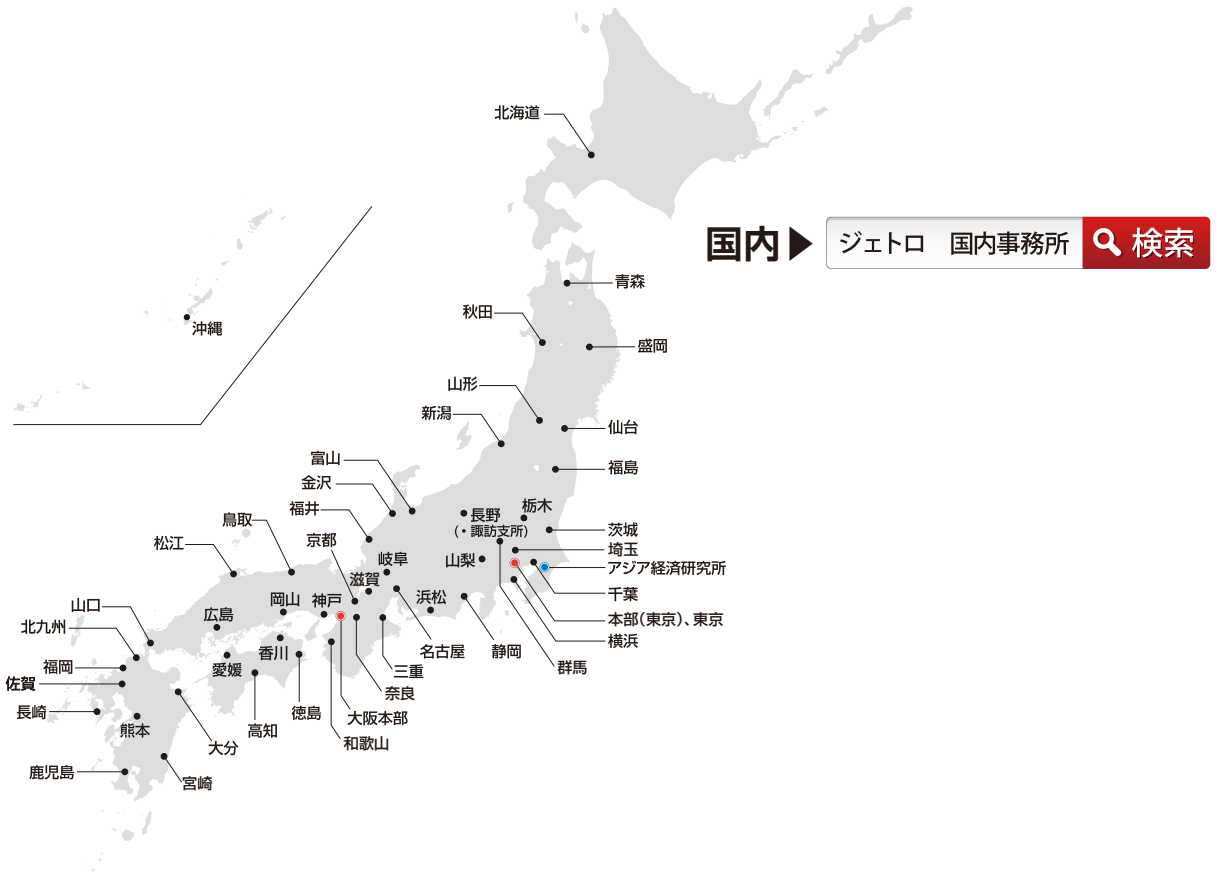 北海道
国内
ジェトロ　国内事務所
検索
青森
秋田
沖縄
盛岡
山形
新潟
仙台
富山
福島
金沢
福井
栃木
長野
(・諏訪支所)
鳥取
茨城
京都
松江
埼玉
岐阜
山梨
アジア経済研究所
滋賀
千葉
岡山
神戸
浜松
山口
広島
本部(東京)、東京
北九州
横浜
名古屋
静岡
香川
福岡
愛媛
群馬
三重
佐賀
奈良
長崎
徳島
大阪本部
高知
熊本
和歌山
大分
鹿児島
宮崎